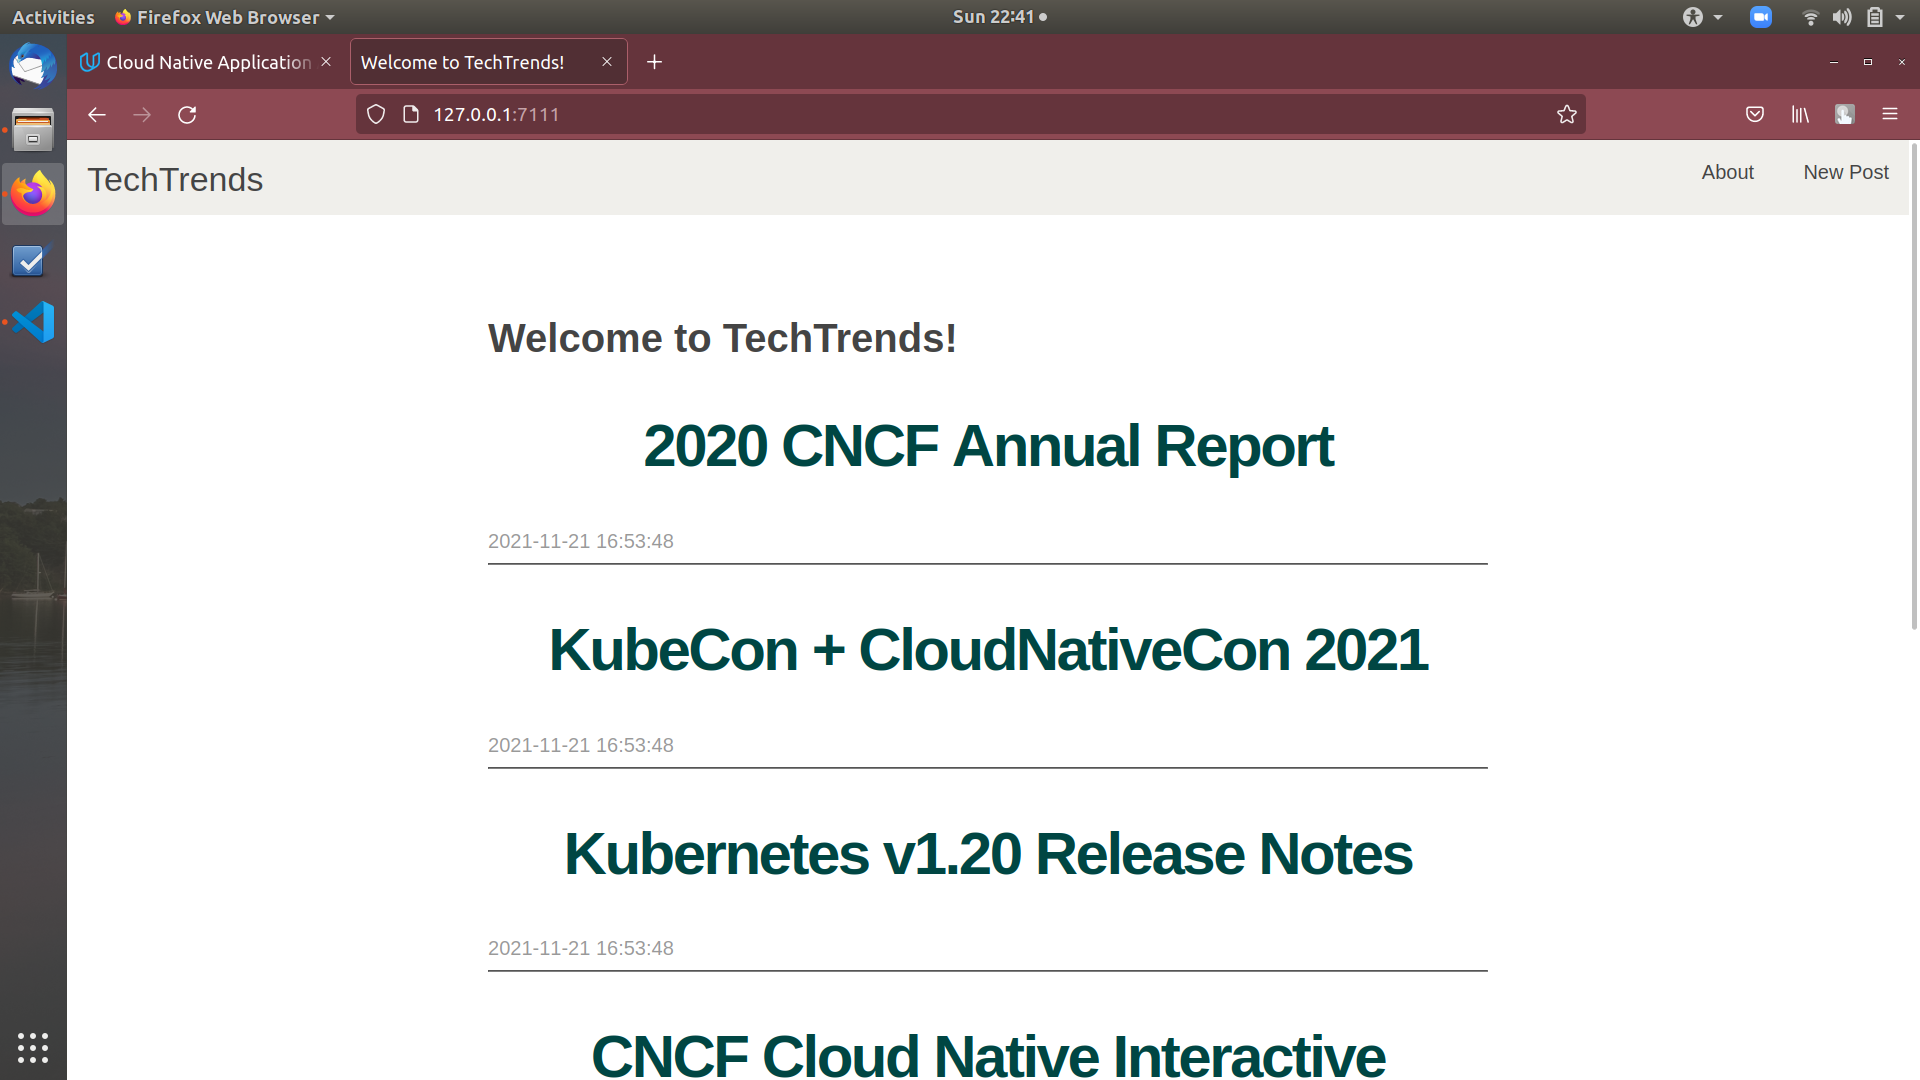 Activities Firefox Web Browser Sun 22:41
Cloud Native Application Welcome to TechTrends!
127.0.0.1:7111
TechTrends About New Post
Welcome to TechTrends!
2020 CNCF Annual Report
2021-11-21 16:53:48
KubeCon + CloudNativeCon 2021
2021-11-21 16:53:48
Kubernetes v1.20 Release Notes
2021-11-21 16:53:48
CNCF Cloud Native Interactive